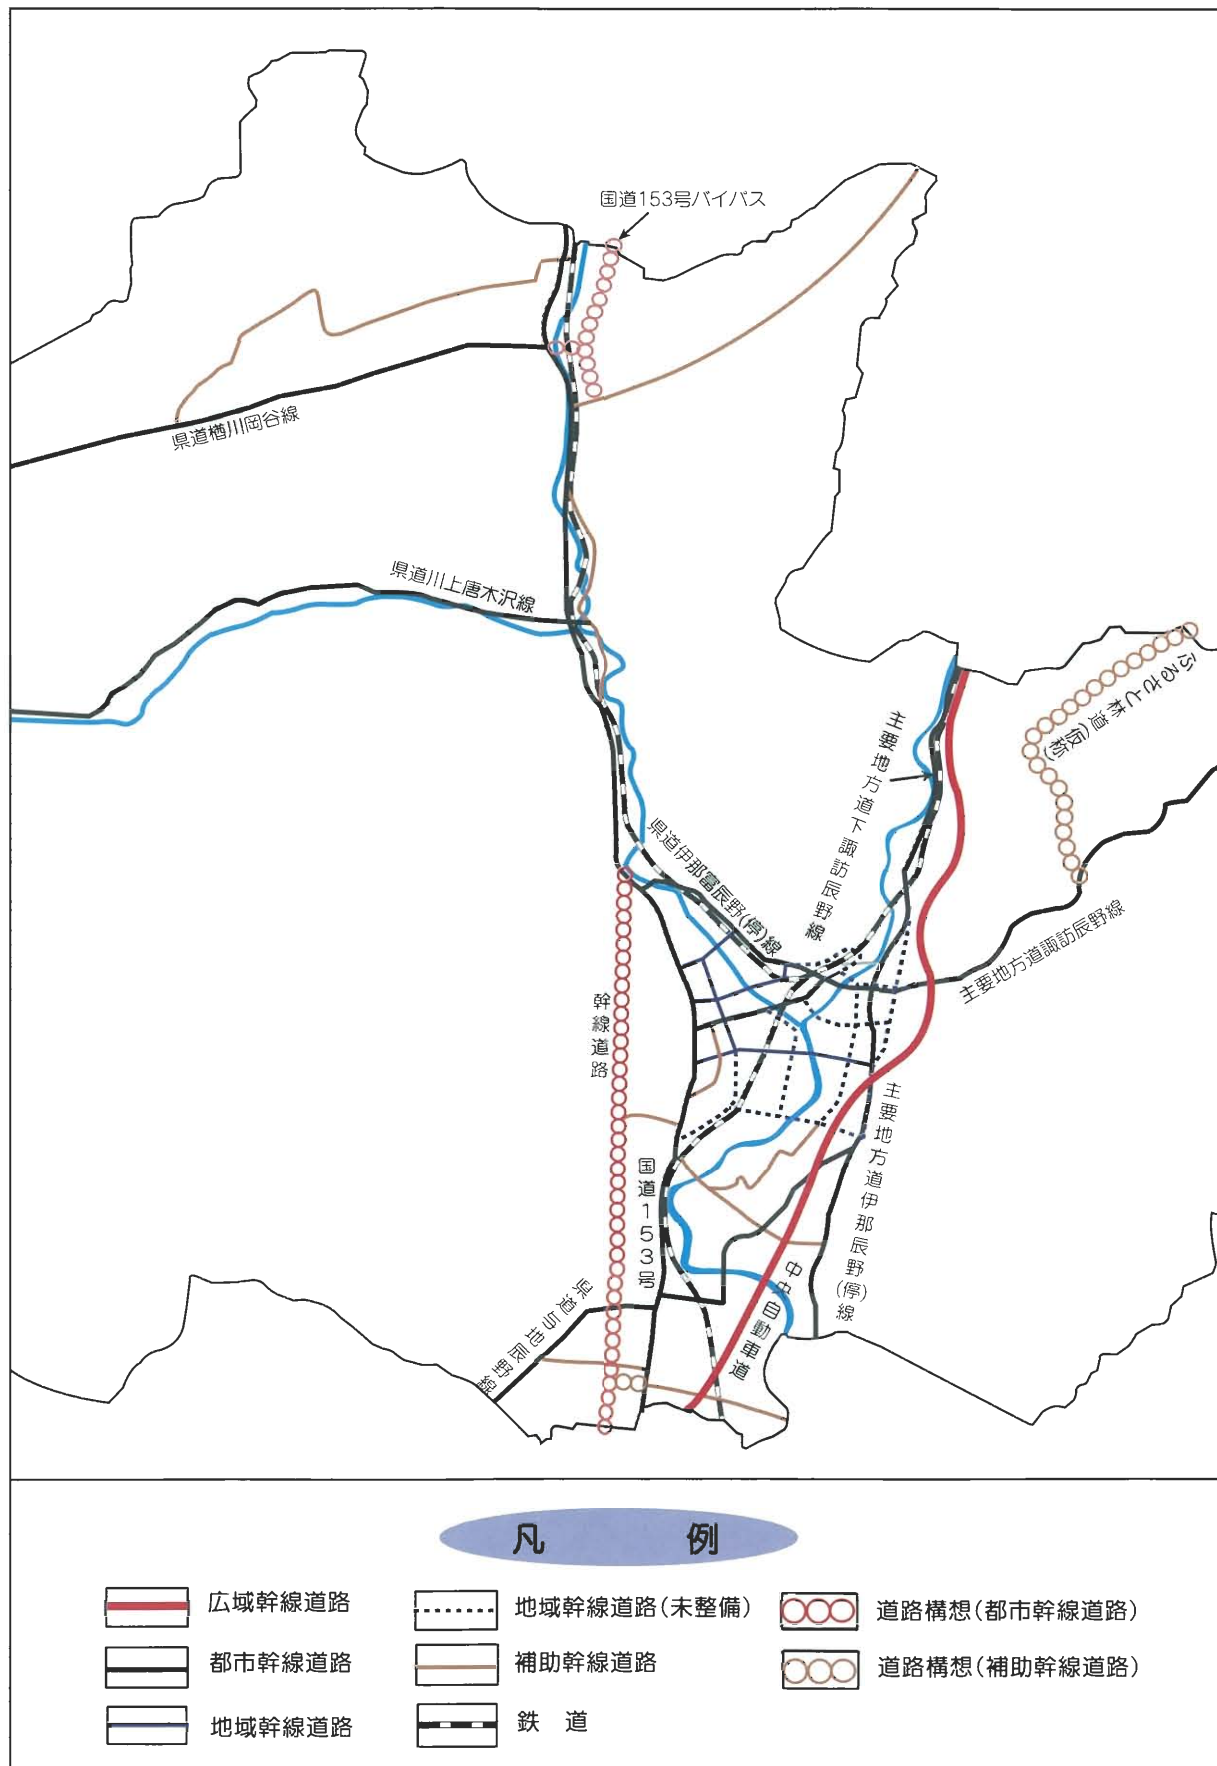 国道153号バイパス
県道楢川岡谷線
県道川上唐木沢線
ふるさと林道(仮称)
主要地方道下諏訪辰野線
県道伊那富辰野(停)線
主要地方道諏訪辰野線
幹線道路
主要地方道伊那辰野(停)線
国道153号
中央自動車道
県道与地辰野線
凡 例
広域幹線道路
地域幹線道路(未整備)
道路構想(都市幹線道路)
都市幹線道路
補助幹線道路
道路構想(補助幹線道路)
地域幹線道路
鉄 道